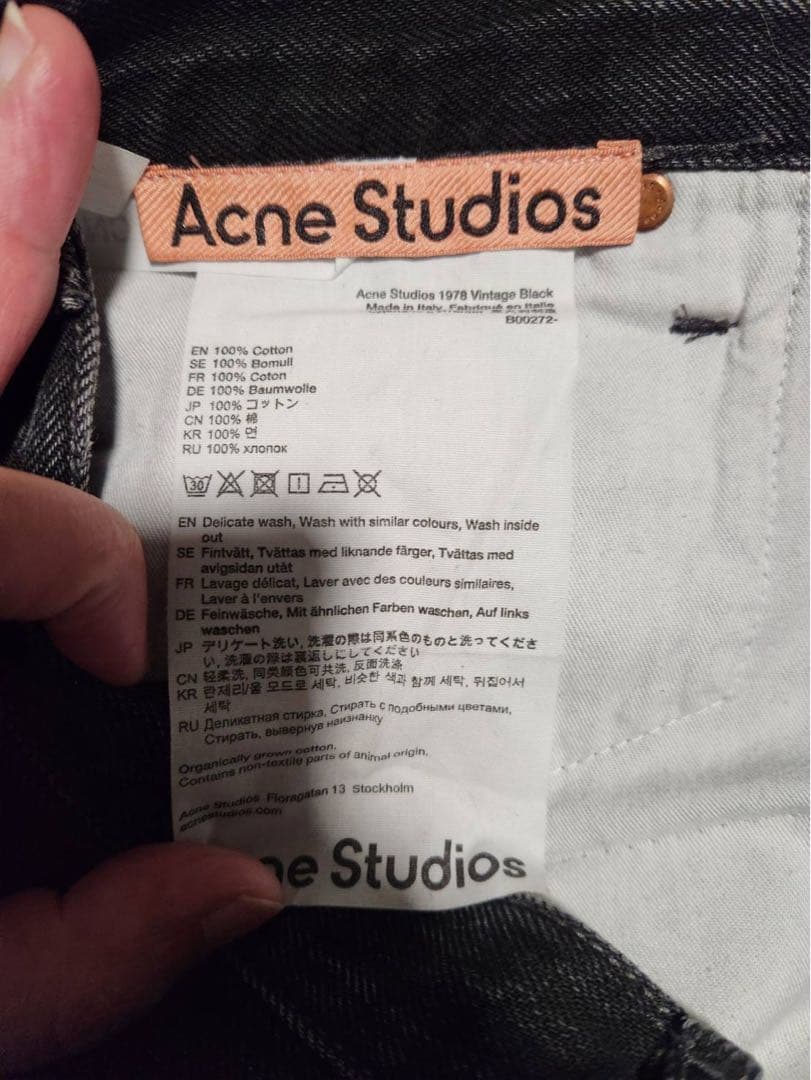 Acne Studios
Acne Studios 1978 Vintage Black
Made in Italy, Fabriqué en Italie
B00272-
EN 100% Cotton
SE 100% Bomull
FR 100% Coton
DE 100% Baumwolle
JP 100% コットン
CN 100% 棉
KR 100% 면
RU 100% хлопок
30
EN Delicate wash, Wash with similar colours, Wash inside
out
SE Fintvätt, Tvättas med liknande färger, Tvättas med
avigsidan utåt
FR Lavage délicat, Laver avec des couleurs similaires,
Laver à l'envers
DE Feinwäsche, Mit ähnlichen Farben waschen, Auf links
waschen
JP デリケート洗い, 洗濯の際は同系色のものと洗ってくださ
い, 洗濯の際は裏返しにしてください
CN 轻柔洗, 同类颜色可共洗, 反面洗涤
KR 란제리/울 모드로 세탁, 비슷한 색과 함께 세탁, 뒤집어서
세탁
RU Деликатная стирка, Стирать с подобными цветами,
Стирать, вывернув наизнанку
Organically grown cotton.
Contains non-textile parts of animal origin.
Acne Studios Floragatan 13 Stockholm
acnestudios.com
ne Studios